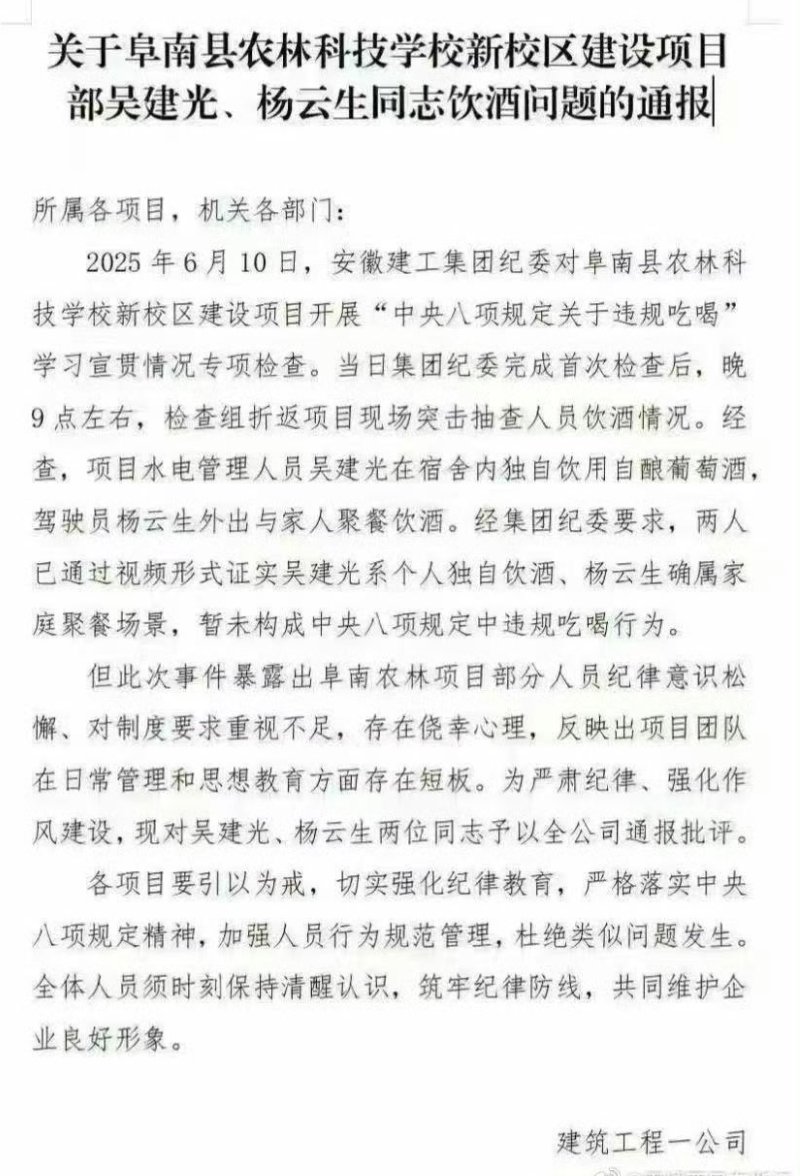 关于阜南县农林科技学校新校区建设项目
部吴建光、杨云生同志饮酒问题的通报
所属各项目，机关各部门：
2025 年 6 月 10 日，安徽建工集团纪委对阜南县农林科
技学校新校区建设项目开展“中央八项规定关于违规吃喝”
学习宣贯情况专项检查。当日集团纪委完成首次检查后，晚
9 点左右，检查组折返项目现场突击抽查人员饮酒情况。经
查，项目水电管理人员吴建光在宿舍内独自饮用自酿葡萄酒，
驾驶员杨云生外出与家人聚餐饮酒。经集团纪委要求，两人
已通过视频形式证实吴建光系个人独自饮酒、杨云生确属家
庭聚餐场景，暂未构成中央八项规定中违规吃喝行为。
但此次事件暴露出阜南农林项目部分人员纪律意识松
懈、对制度要求重视不足，存在侥幸心理，反映出项目团队
在日常管理和思想教育方面存在短板。为严肃纪律、强化作
风建设，现对吴建光、杨云生两位同志予以全公司通报批评。
各项目要引以为戒，切实强化纪律教育，严格落实中央
八项规定精神，加强人员行为规范管理，杜绝类似问题发生。
全体人员须时刻保持清醒认识，筑牢纪律防线，共同维护企
业良好形象。
建筑工程一公司